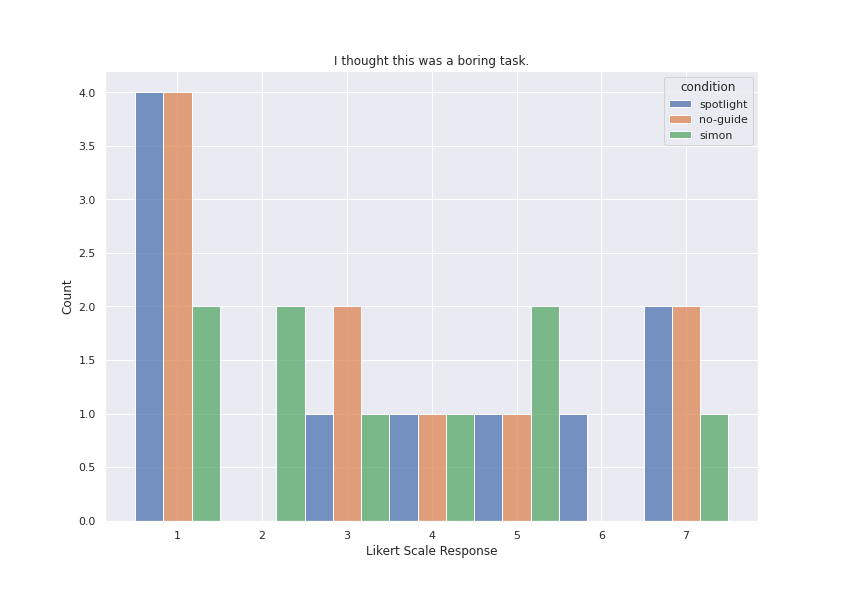 I thought this was a boring task.
condition
spotlight
no-guide
simon
4.0
3.5
3.0
2.5
2.0
1.5
1.0
0.5
0.0
Count
1 2 3 4 5 6 7
Likert Scale Response